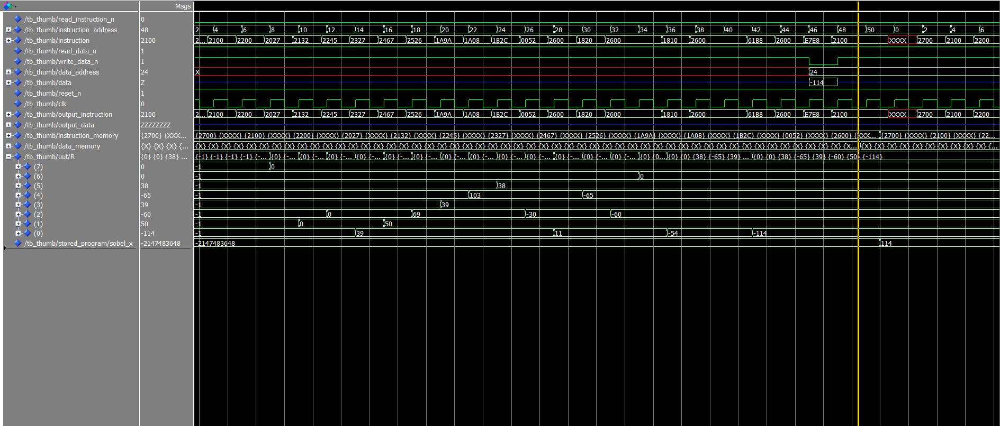 Msgs
/tb_thumb/read_instruction_n 0
/tb_thumb/instruction_address 48 2 4 6 8 10 12 14 16 18 20 22 24 26 28 30 32 34 36 38 40 42 44 46 48 50 0 2 4 6
/tb_thumb/instruction 2100 2... 2100 2200 2027 2132 2245 2327 2467 2526 1A9A 1A08 1B2C 0052 2600 1820 2600 1810 2600 61B8 2600 E7E8 2100 XXXX 2700 2100 2200
/tb_thumb/read_data_n 1
/tb_thumb/write_data_n 1
/tb_thumb/data_address 24 X 24
/tb_thumb/data Z -114
/tb_thumb/reset_n 1
/tb_thumb/clk 0
/tb_thumb/output_instruction 2100 2... 2100 2200 2027 2132 2245 2327 2467 2526 1A9A 1A08 1B2C 0052 2600 1820 2600 1810 2600 61B8 2600 E7E8 2100 XXXX 2700 2100 2200
/tb_thumb/output_data ZZZZZZZZ
/tb_thumb/instruction_memory {2700} {XXX... {2700} {XXXX} {2100} {XXXX} {2200} {XXXX} {2027} {XXXX} {2132} {XXXX} {2245} {XXXX} {2327} {XXXX} {2467} {XXXX} {2526} {XXXX} {1A9A} {XXXX} {1A08} {XXXX} {1B2C} {XXXX} {0052} {XXXX} {2600} {XXX... {2700} {XXXX} {2100} {XXXX} {22...
/tb_thumb/data_memory {X} {X} {X} {... {X} {X} {X} {X} {X} {X} {X} {X} {X} {X} {X} {X} {X} {X} {X} {X} {X} {X} {X} {X} {X} {X} {X} {X} {X} {X} {X} {X} {X} {X} {X} {X} {X} {X} {X} {X} {X} {X} {X} {X} {X} {X} {X} {X} {X} {X...
/tb_thumb/uut/R {0} {0} {38} ... {-1} {-1} {-1} {-1} {-... {0} {-... {0} {-... {0} {-... {0} {-... {0} {-... {0} {-... {0} {-... {0} {-... {0} {-... {0} {-... {0} {-... {0} {-... {0} {-... {0} 0... {0} {0} {38} {-65} {39} ... {0} {0} {38} {-65} {39} {-60} {50} {-114}
(7) 0 -1 0
(6) 0 -1 0
(5) 38 -1 38
(4) -65 -1 103 -65
(3) 39 -1 39
(2) -60 -1 0 69 -30 -60
(1) 50 -1 0 50
(0) -114 -1 39 11 -54 -114
/tb_thumb/stored_program/sobel_x -2147483648 -2147483648 114